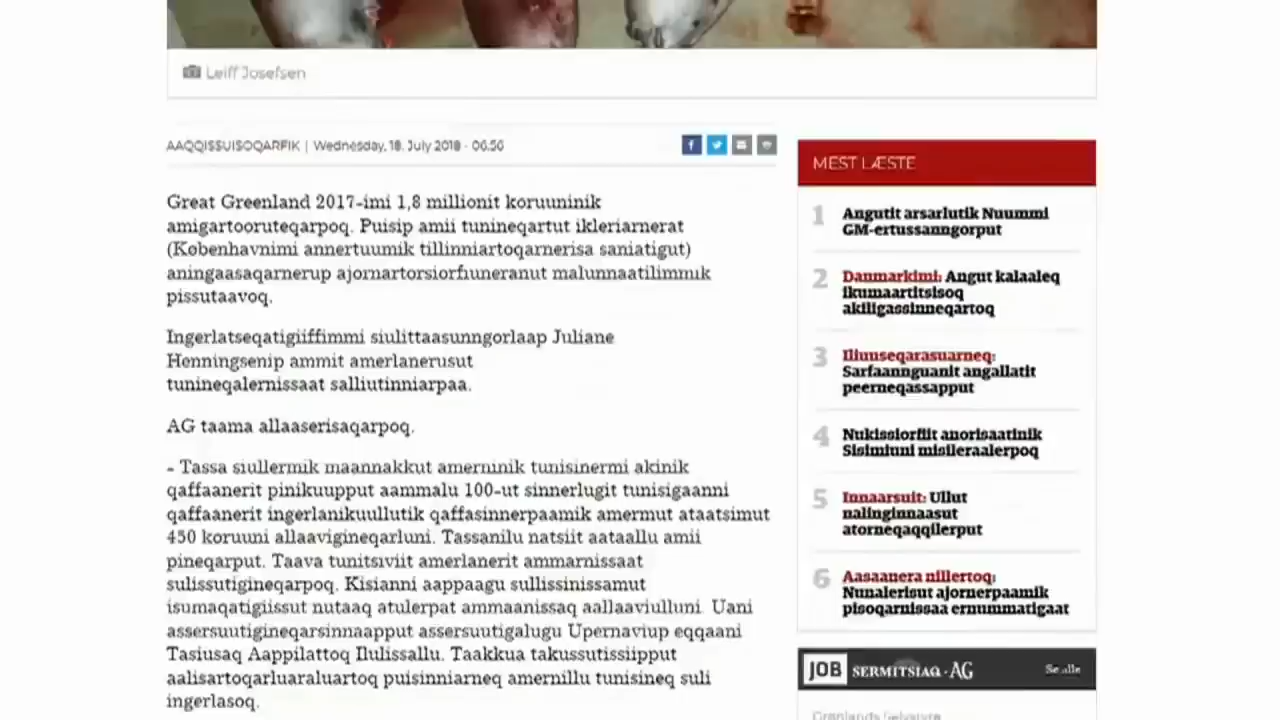 Leiff Josefsen
AAQQISSUISOQARFIK | Wednesday, 18. July 2018 - 06.56
Great Greenland 2017-imi 1,8 millionit koruuninik
amigartooruteqarpoq. Puisip amii tunineqartut ikleriarnerat
(Københavnimi annertuumik tillinniartoqarnerisa saniatigut)
aningaasaqarnerup ajornartorsiorfiuneranut malunnaatilimmik
pissutaavoq.
Ingerlatseqatigiiffimmi siulittaasunngorlaap Juliane
Henningsenip ammit amerlanerusut
tunineqalernissaat salliutinniarpaa.
AG taama allaaserisaqarpoq.
- Tassa siullermik maannakkut amerninik tunisinermi akinik
qaffaanerit pinikuupput aammalu 100-ut sinnerlugit tunisigaanni
qaffaanerit ingerlanikuullutik qaffasinnerpaamik amermut ataatsimut
450 koruuni allaavigineqarluni. Tassanilu natsiit aataallu amii
pineqarput. Taava tunitsiviit amerlanerit ammarnissaat
sulissutigineqarpoq. Kisianni aappaagu sullissinissamut
isumaqatigiissut nutaaq atulerpat ammaanissaq aallaaviulluni. Uani
assersuutigineqarsinnaapput assersuutigalugu Upernaviup eqqaani
Tasiusaq Aappilattoq Ilulissallu. Taakkua takussutissiipput
aalisartoqarluaraluartoq puisinniarneq amernillu tunisineq suli
ingerlasoq.
MEST LÆSTE
1 Angutit arsarlutik Nuummi
GM-ertussanngorput
2 Danmarkimi: Angut kalaaleq
ikumaartitsisoq
akiligassinneqartoq
3 Iliuuseqarasuarneq:
Sarfaannguanit angallatit
peerneqassapput
4 Nukissiorfiit anorisaatinik
Sisimiuni misileraalerpoq
5 Innaarsuit: Ullut
nalinginnaasut
atorneqaqqilerput
6 Aasaanera nillertoq:
Nunalerisut ajornerpaamik
pisoqarnissaa ernummatigaat
JOB SERMITSIAQ · AG Se alle
Grønlands Selvstyre